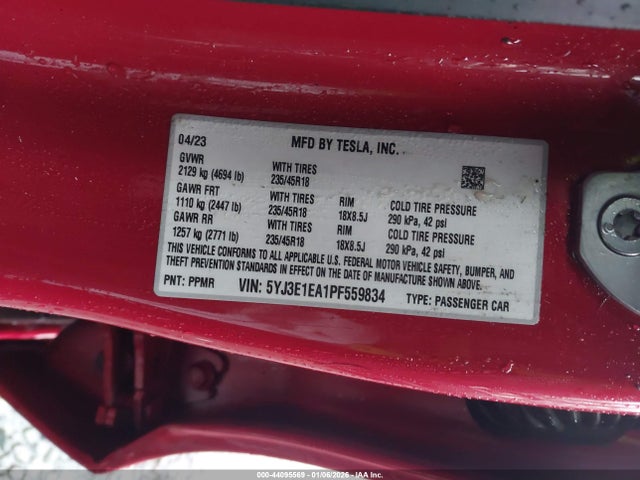 04/23 MFD BY TESLA, INC.
GVWR
2129 kg (4694 lb) WITH TIRES 235/45R18
GAWR FRT
1110 kg (2447 lb) WITH TIRES 235/45R18 RIM 18X8.5J COLD TIRE PRESSURE 290 kPa, 42 psi
GAWR RR
1257 kg (2771 lb) WITH TIRES 235/45R18 RIM 18X8.5J COLD TIRE PRESSURE 290 kPa, 42 psi
THIS VEHICLE CONFORMS TO ALL APPLICABLE U.S. FEDERAL MOTOR VEHICLE SAFETY, BUMPER, AND
THEFT PREVENTION STANDARDS IN EFFECT ON THE DATE OF MANUFACTURE SHOWN ABOVE.
PNT: PPMR VIN: 5YJ3E1EA1PF559834 TYPE: PASSENGER CAR
000-44095569 - 01/06/2026 - IAA Inc.